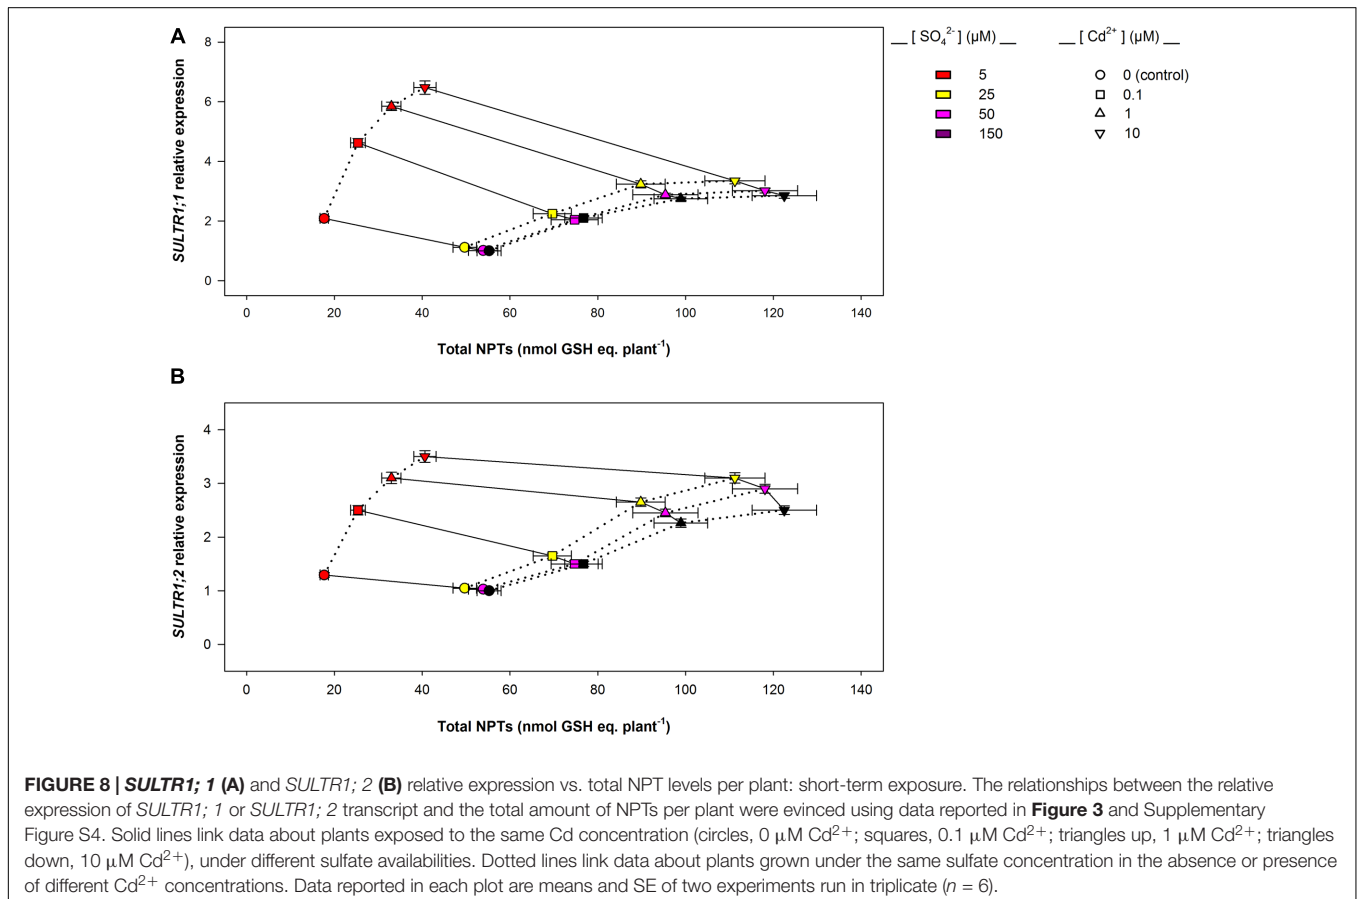 A
__ [ SO₄²⁻ ] (μM) __
__ [ Cd²⁺ ] (μM) __
5
25
50
150
0 (control)
0.1
1
10
SULTR1;1 relative expression
8
6
4
2
0
0 20 40 60 80 100 120 140
Total NPTs (nmol GSH eq. plant⁻¹)
B
SULTR1;2 relative expression
4
3
2
1
0
0 20 40 60 80 100 120 140
Total NPTs (nmol GSH eq. plant⁻¹)
FIGURE 8 | SULTR1; 1 (A) and SULTR1; 2 (B) relative expression vs. total NPT levels per plant: short-term exposure. The relationships between the relative
expression of SULTR1; 1 or SULTR1; 2 transcript and the total amount of NPTs per plant were evinced using data reported in Figure 3 and Supplementary
Figure S4. Solid lines link data about plants exposed to the same Cd concentration (circles, 0 μM Cd²⁺; squares, 0.1 μM Cd²⁺; triangles up, 1 μM Cd²⁺; triangles
down, 10 μM Cd²⁺), under different sulfate availabilities. Dotted lines link data about plants grown under the same sulfate concentration in the absence or presence
of different Cd²⁺ concentrations. Data reported in each plot are means and SE of two experiments run in triplicate (n = 6).